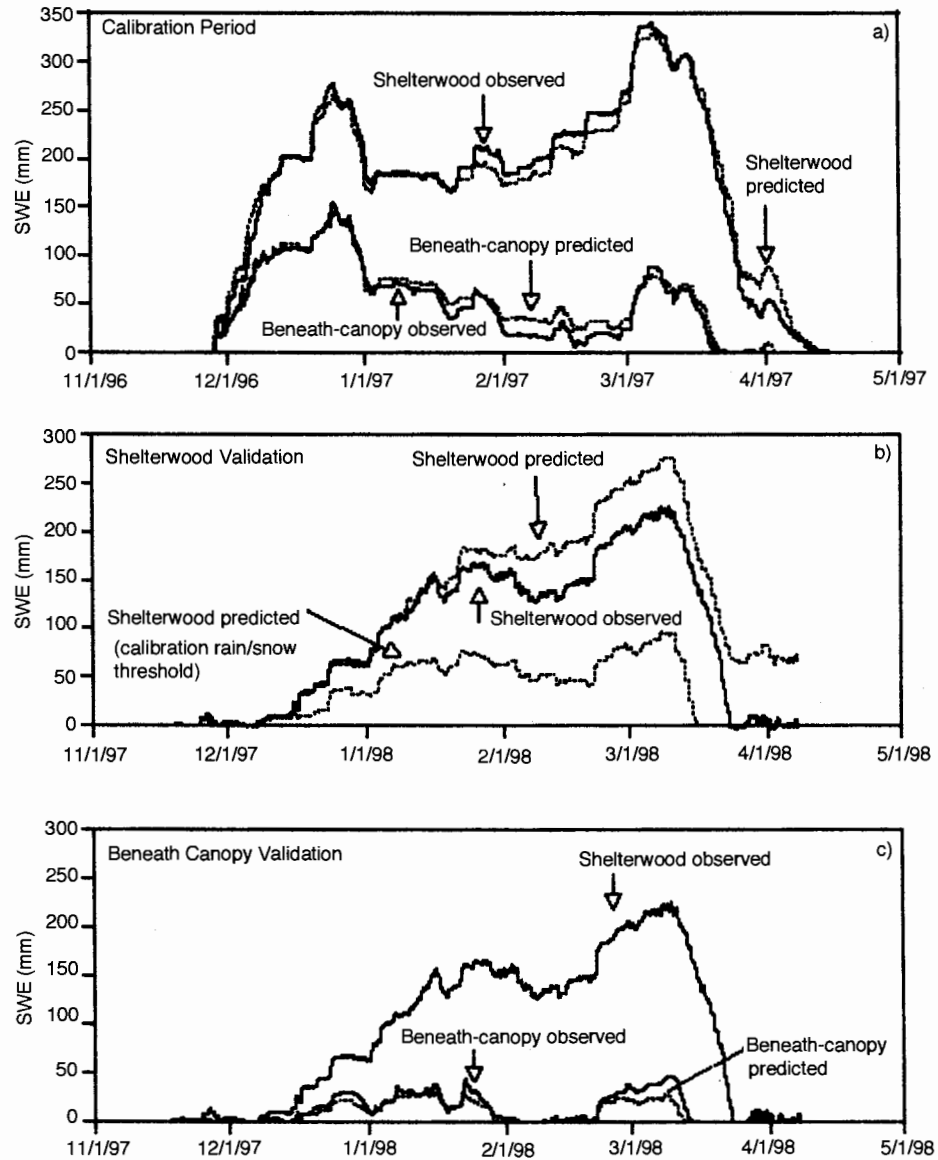 350
Calibration Period
a)
300
Shelterwood observed
250
SWE (mm)
200
Shelterwood
predicted
150
Beneath-canopy predicted
100
50
Beneath-canopy observed
0
11/1/96
12/1/96
1/1/97
2/1/97
3/1/97
4/1/97
5/1/97
300
Shelterwood Validation
Shelterwood predicted
b)
250
SWE (mm)
200
150
Shelterwood predicted
Shelterwood observed
100
(calibration rain/snow
threshold)
50
0
11/1/97
12/1/97
1/1/98
2/1/98
3/1/98
4/1/98
5/1/98
300
Beneath Canopy Validation
Shelterwood observed
c)
250
SWE (mm)
200
150
100
Beneath-canopy observed
Beneath-canopy
predicted
50
0
11/1/97
12/1/97
1/1/98
2/1/98
3/1/98
4/1/98
5/1/98